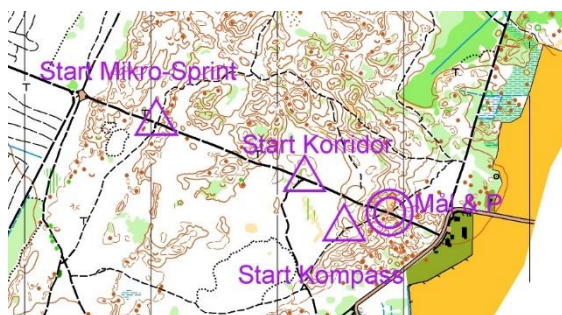 Start Mikro-Sprint
Start Korridor
Mål & P
Start Kompass